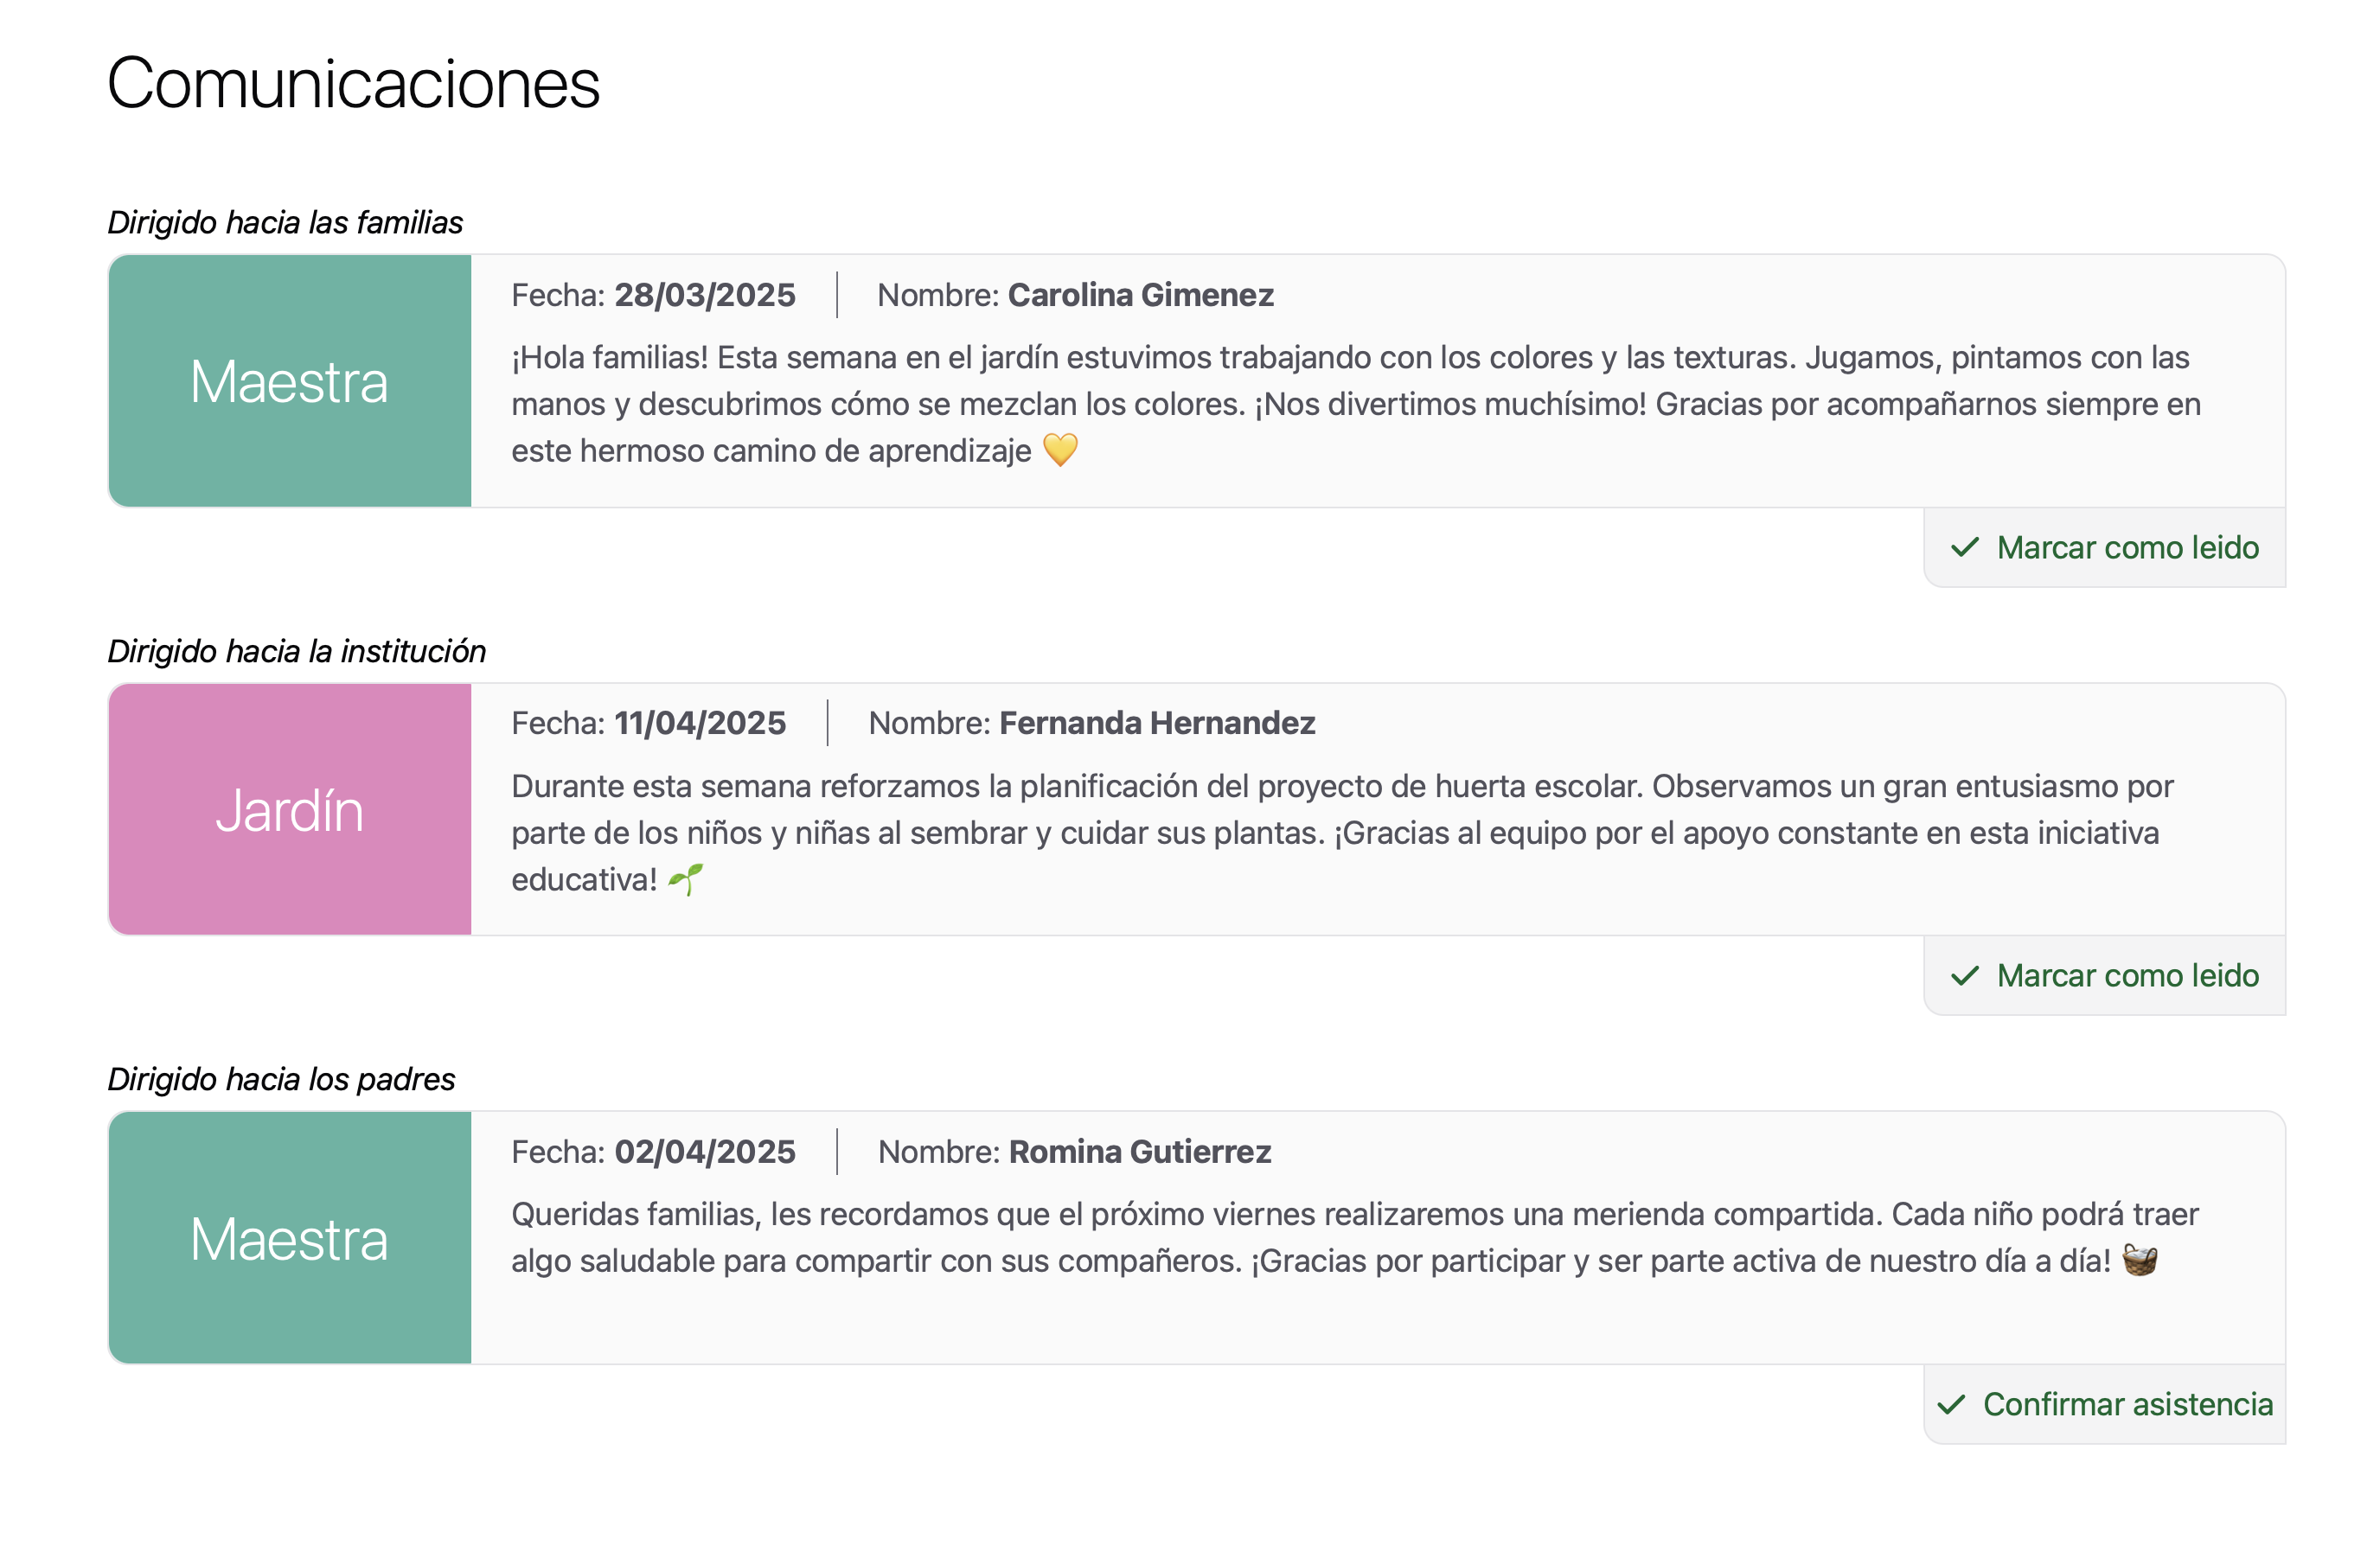 Comunicaciones
Dirigido hacia las familias
Maestra
Fecha: 28/03/2025 | Nombre: Carolina Gimenez
¡Hola familias! Esta semana en el jardín estuvimos trabajando con los colores y las texturas. Jugamos, pintamos con las
manos y descubrimos cómo se mezclan los colores. ¡Nos divertimos muchísimo! Gracias por acompañarnos siempre en
este hermoso camino de aprendizaje 💛
✓ Marcar como leido
Dirigido hacia la institución
Jardín
Fecha: 11/04/2025 | Nombre: Fernanda Hernandez
Durante esta semana reforzamos la planificación del proyecto de huerta escolar. Observamos un gran entusiasmo por
parte de los niños y niñas al sembrar y cuidar sus plantas. ¡Gracias al equipo por el apoyo constante en esta iniciativa
educativa! 🌱
✓ Marcar como leido
Dirigido hacia los padres
Maestra
Fecha: 02/04/2025 | Nombre: Romina Gutierrez
Queridas familias, les recordamos que el próximo viernes realizaremos una merienda compartida. Cada niño podrá traer
algo saludable para compartir con sus compañeros. ¡Gracias por participar y ser parte activa de nuestro día a día! 🧺
✓ Confirmar asistencia